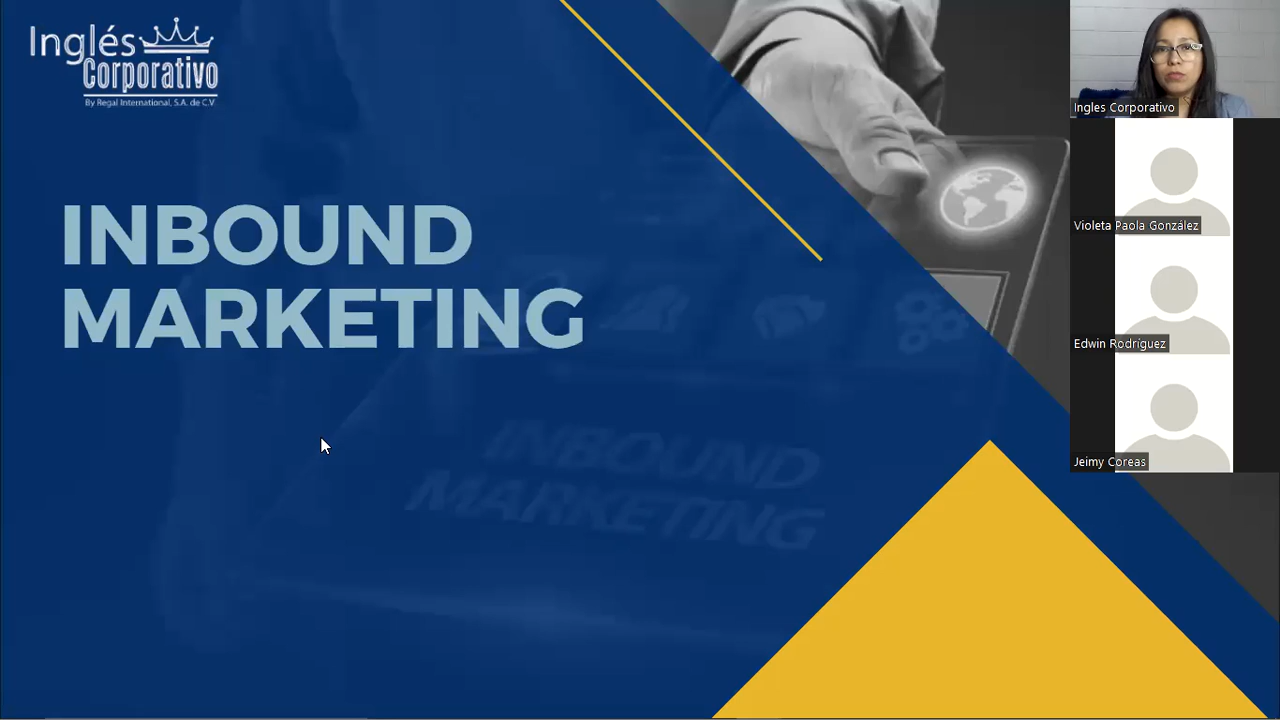 Inglés
Corporativo
By Regal International, S.A. de C.V.
INBOUND
MARKETING
INBOUND
MARKETING
Ingles Corporativo
Violeta Paola González
Edwin Rodríguez
Jeimy Coreas